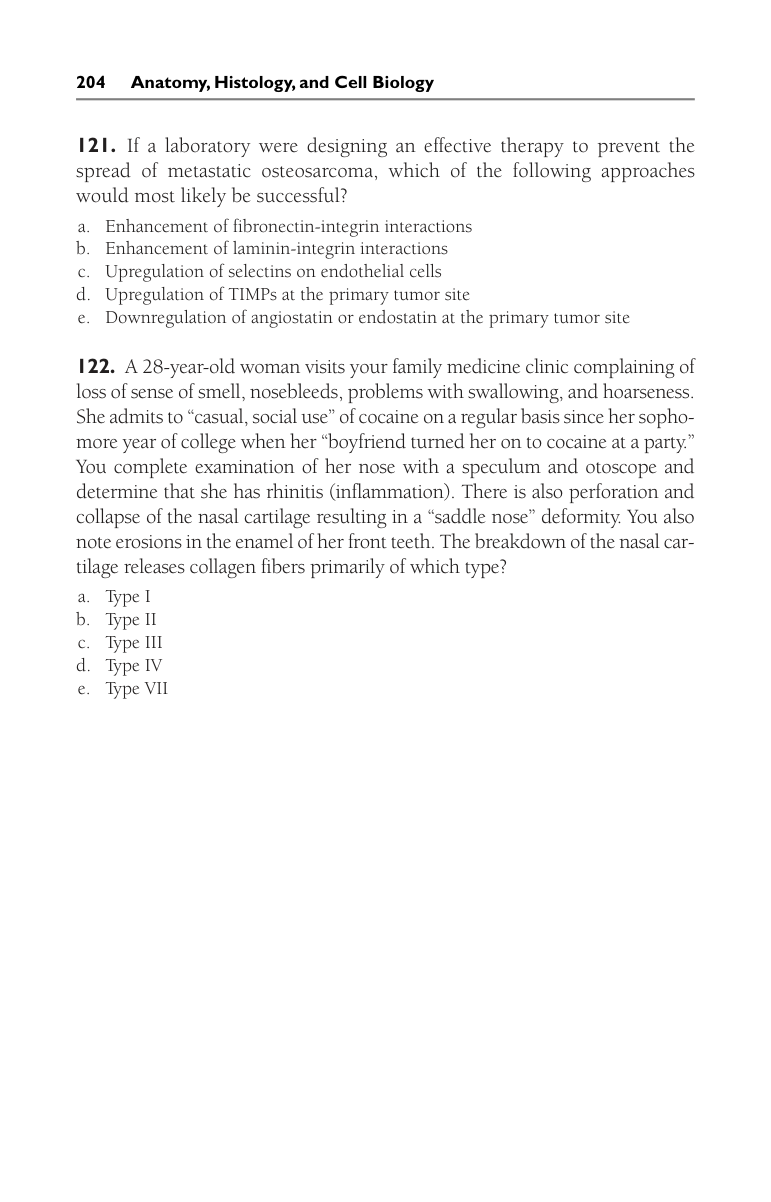 204 Anatomy, Histology, and Cell Biology
121. If a laboratory were designing an effective therapy to prevent the
spread of metastatic osteosarcoma, which of the following approaches
would most likely be successful?
a. Enhancement of fibronectin-integrin interactions
b. Enhancement of laminin-integrin interactions
c. Upregulation of selectins on endothelial cells
d. Upregulation of TIMPs at the primary tumor site
e. Downregulation of angiostatin or endostatin at the primary tumor site
122. A 28-year-old woman visits your family medicine clinic complaining of
loss of sense of smell, nosebleeds, problems with swallowing, and hoarseness.
She admits to “casual, social use” of cocaine on a regular basis since her sopho-
more year of college when her “boyfriend turned her on to cocaine at a party.”
You complete examination of her nose with a speculum and otoscope and
determine that she has rhinitis (inflammation). There is also perforation and
collapse of the nasal cartilage resulting in a “saddle nose” deformity. You also
note erosions in the enamel of her front teeth. The breakdown of the nasal car-
tilage releases collagen fibers primarily of which type?
a. Type I
b. Type II
c. Type III
d. Type IV
e. Type VII